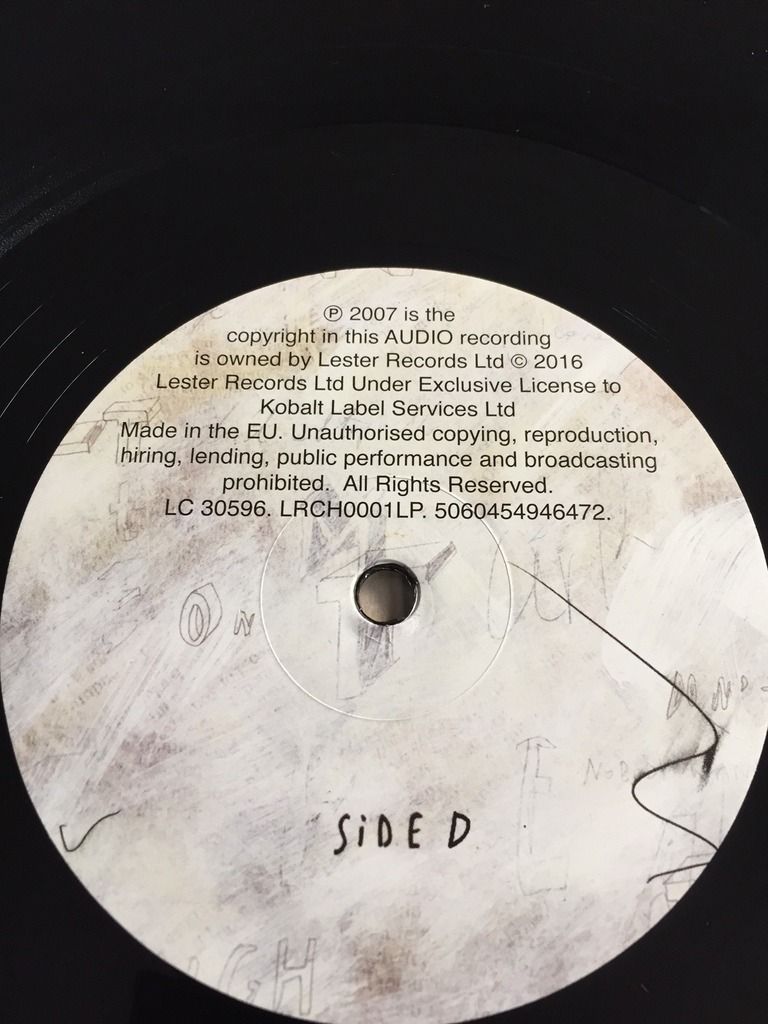 ℗ 2007 is the
copyright in this AUDIO recording
is owned by Lester Records Ltd © 2016
Lester Records Ltd Under Exclusive License to
Kobalt Label Services Ltd
Made in the EU. Unauthorised copying, reproduction,
hiring, lending, public performance and broadcasting
prohibited. All Rights Reserved.
LC 30596. LRCH0001LP. 5060454946472.
ON
SiDE D